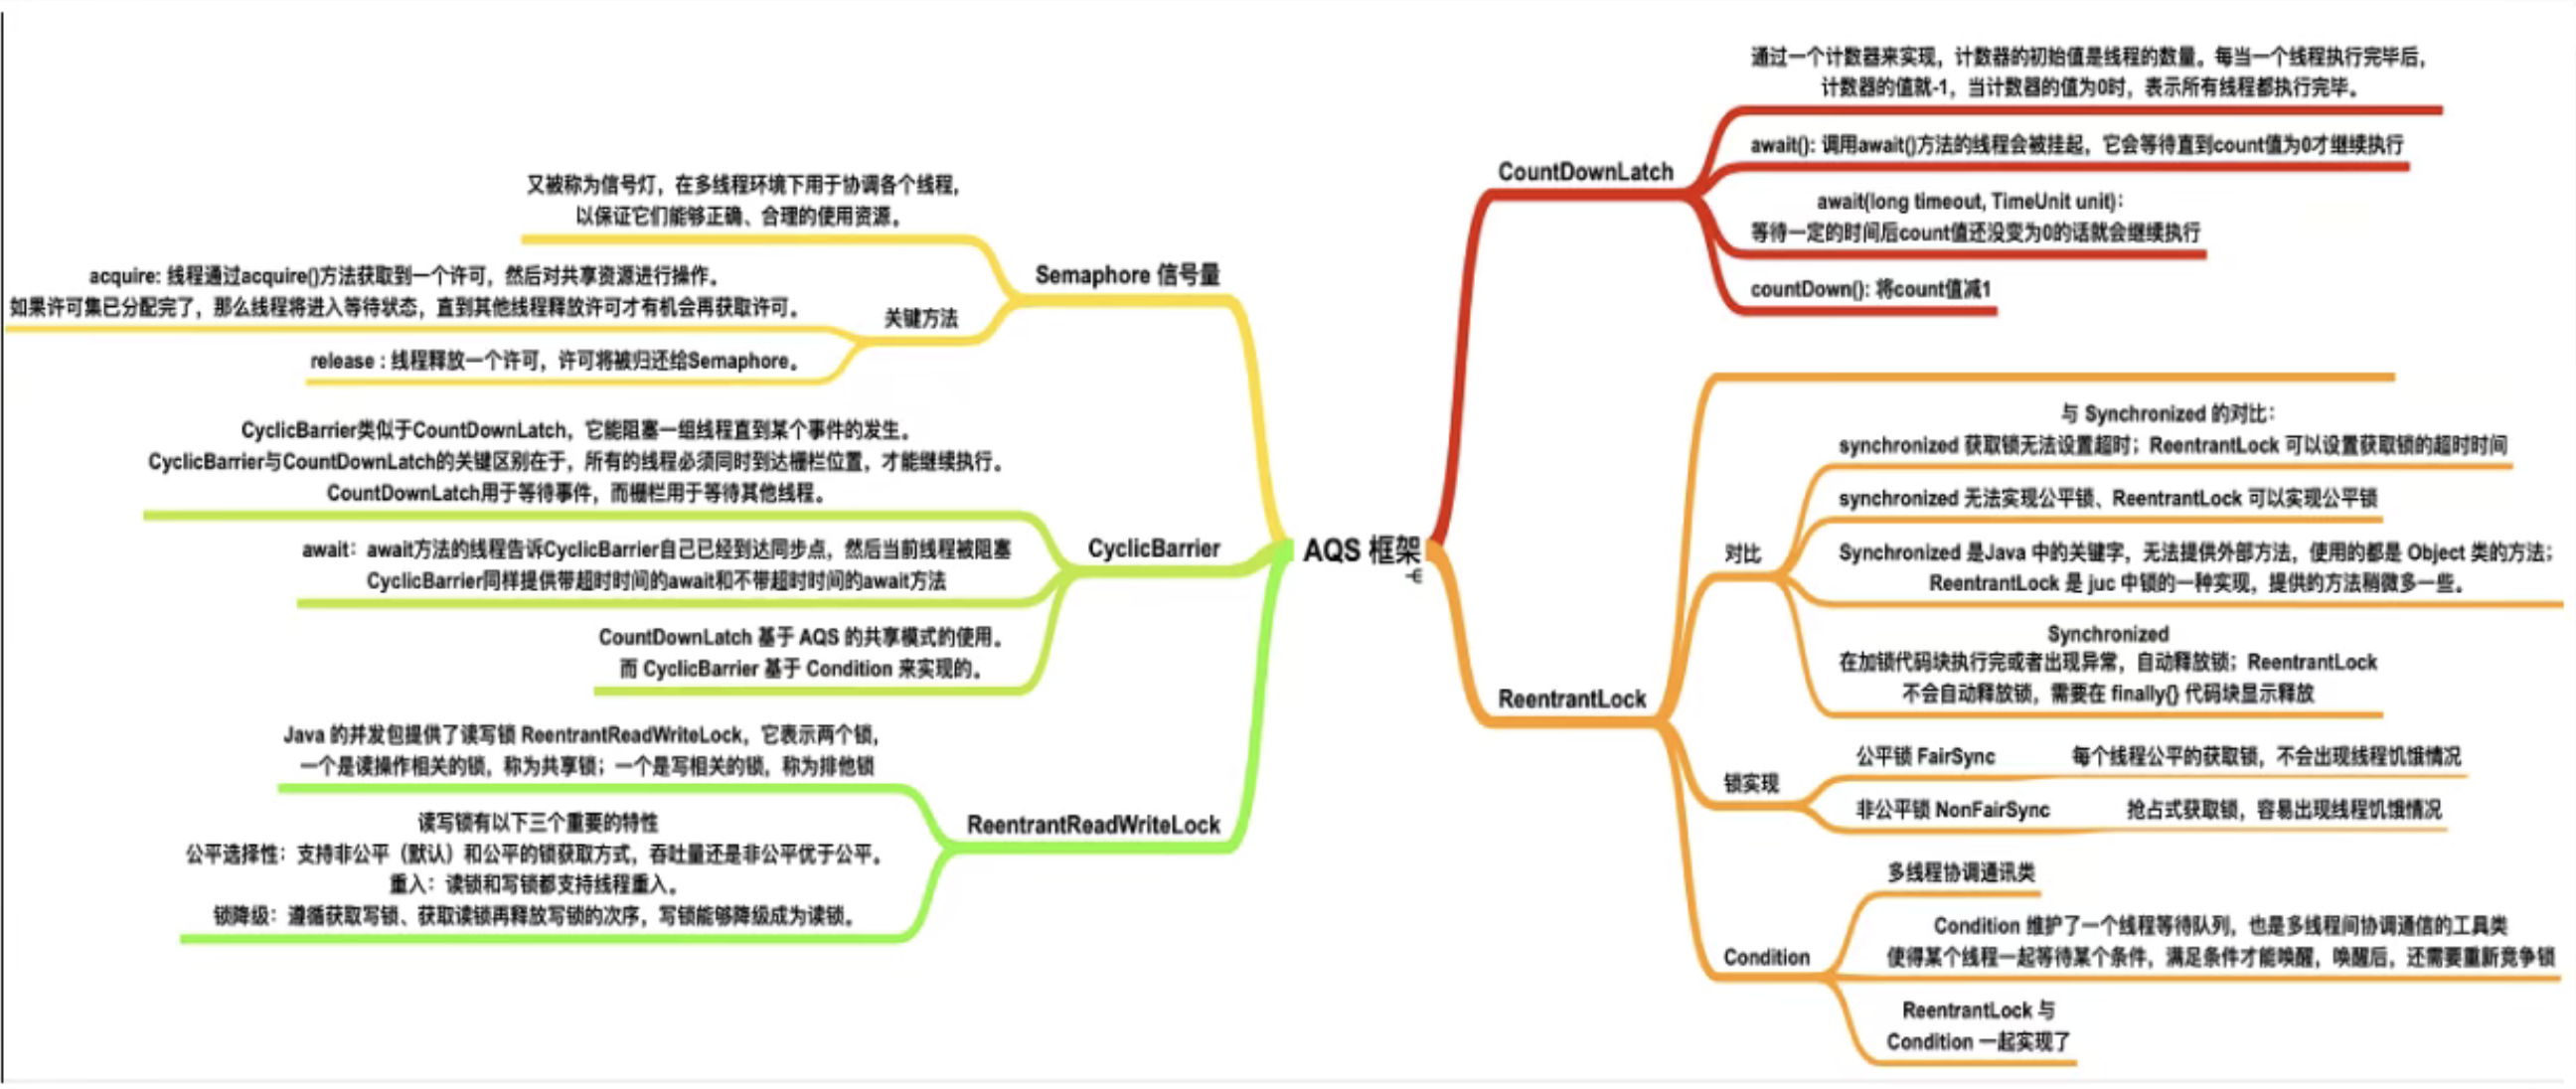 AQS 框架
CountDownLatch
通过一个计数器来实现，计数器的初始值是线程的数量。每当一个线程执行完毕后，
计数器的值就-1，当计数器的值为0时，表示所有线程都执行完毕。
await(): 调用await()方法的线程会被挂起，它会等待直到count值为0才继续执行
await(long timeout, TimeUnit unit)：
等待一定的时间后count值还没变为0的话就会继续执行
countDown(): 将count值减1
ReentrantLock
对比
与 Synchronized 的对比：
synchronized 获取锁无法设置超时；ReentrantLock 可以设置获取锁的超时时间
synchronized 无法实现公平锁、ReentrantLock 可以实现公平锁
Synchronized 是Java 中的关键字，无法提供外部方法，使用的都是 Object 类的方法；
ReentrantLock 是 juc 中锁的一种实现，提供的方法稍微多一些。
Synchronized
在加锁代码块执行完或者出现异常，自动释放锁；ReentrantLock
不会自动释放锁，需要在 finally{} 代码块显示释放
锁实现
公平锁 FairSync
每个线程公平的获取锁，不会出现线程饥饿情况
非公平锁 NonFairSync
抢占式获取锁，容易出现线程饥饿情况
Condition
多线程协调通讯类
Condition 维护了一个线程等待队列，也是多线程间协调通信的工具类
使得某个线程一起等待某个条件，满足条件才能唤醒，唤醒后，还需要重新竞争锁
ReentrantLock 与
Condition 一起实现了
Semaphore 信号量
又被称为信号灯，在多线程环境下用于协调各个线程，
以保证它们能够正确、合理的使用资源。
关键方法
acquire: 线程通过acquire()方法获取到一个许可，然后对共享资源进行操作。
如果许可集已分配完了，那么线程将进入等待状态，直到其他线程释放许可才有机会再获取许可。
release : 线程释放一个许可，许可将被归还给Semaphore。
CyclicBarrier
CyclicBarrier类似于CountDownLatch，它能阻塞一组线程直到某个事件的发生。
CyclicBarrier与CountDownLatch的关键区别在于，所有的线程必须同时到达栅栏位置，才能继续执行。
CountDownLatch用于等待事件，而栅栏用于等待其他线程。
await：await方法的线程告诉CyclicBarrier自己已经到达同步点，然后当前线程被阻塞
CyclicBarrier同样提供带超时时间的await和不带超时时间的await方法
CountDownLatch 基于 AQS 的共享模式的使用。
而 CyclicBarrier 基于 Condition 来实现的。
ReentrantReadWriteLock
Java 的并发包提供了读写锁 ReentrantReadWriteLock，它表示两个锁，
一个是读操作相关的锁，称为共享锁；一个是写相关的锁，称为排他锁
读写锁有以下三个重要的特性
公平选择性：支持非公平（默认）和公平的锁获取方式，吞吐量还是非公平优于公平。
重入：读锁和写锁都支持线程重入。
锁降级：遵循获取写锁、获取读锁再释放写锁的次序，写锁能够降级成为读锁。